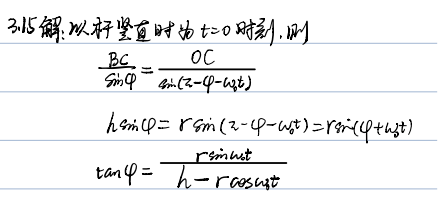 3.15 解: 以杆竖直时为 t=0 时刻, 则
BC/sinφ = OC/sin(π-φ-ω₀t)
h sinφ = r sin(π-φ-ω₀t) = r sin(φ+ω₀t)
tanφ = r sinω₀t/(h - r cosω₀t)